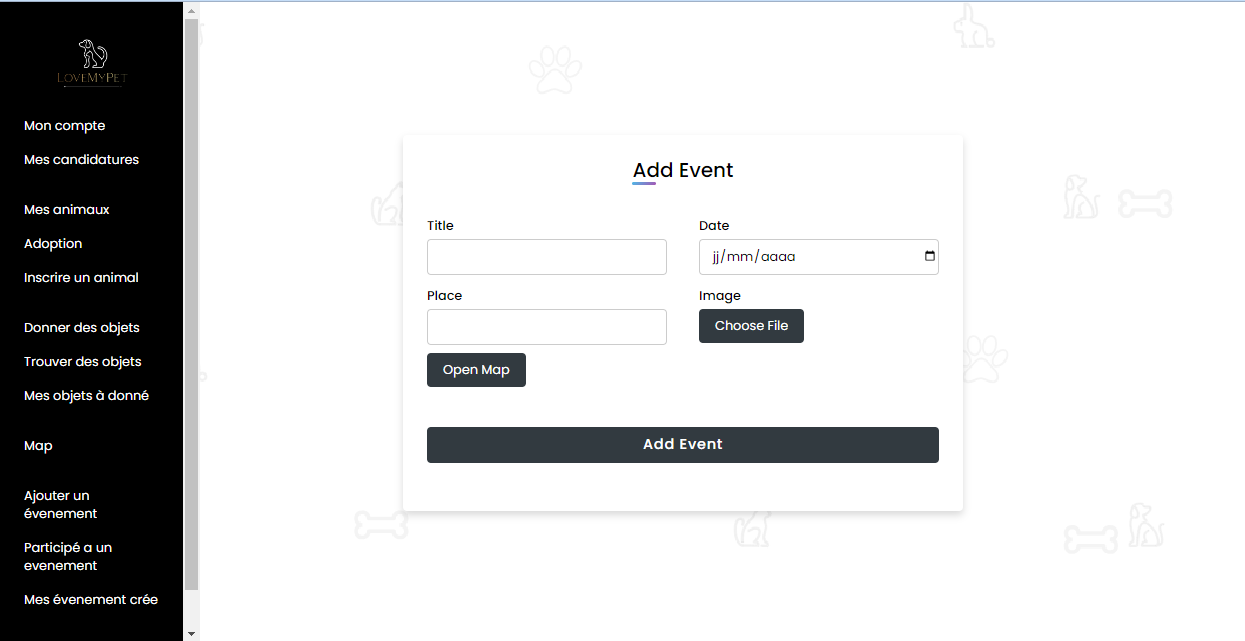 LOVEMYPET
Mon compte
Mes candidatures
Mes animaux
Adoption
Inscrire un animal
Donner des objets
Trouver des objets
Mes objets à donné
Map
Ajouter un
évenement
Participé a un
evenement
Mes évenement crée
Add Event
Title
Date
jj/mm/aaaa
Place
Image
Choose File
Open Map
Add Event